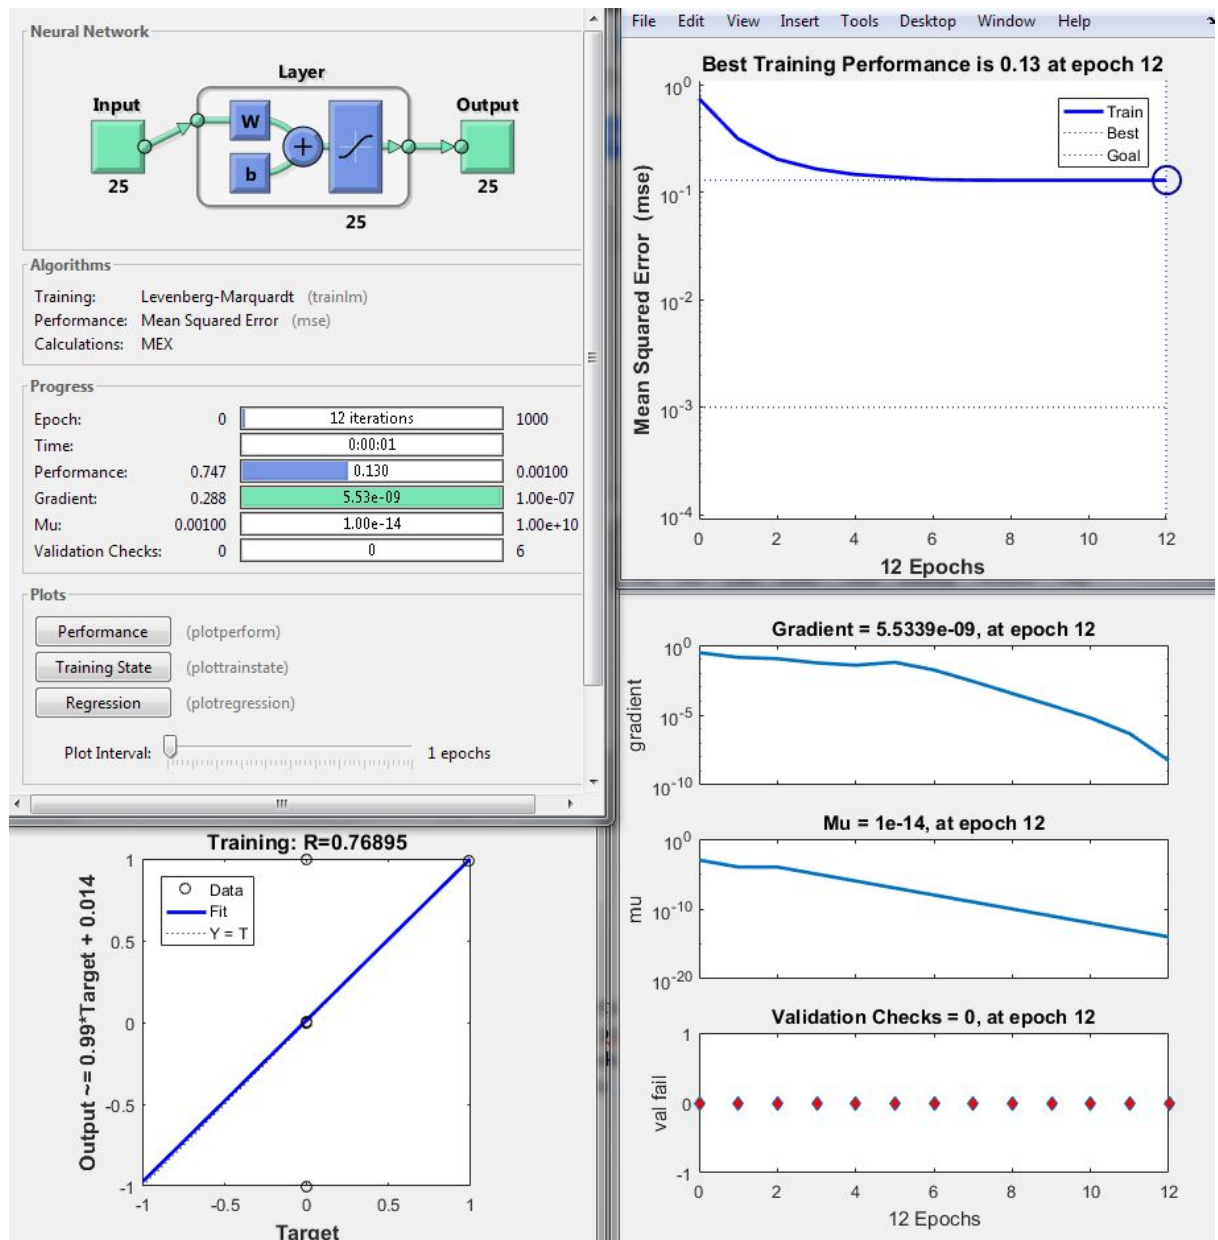 Neural Network
Layer
Input
Output
W
b
+
25
25
25
Algorithms
Training: Levenberg-Marquardt (trainlm)
Performance: Mean Squared Error (mse)
Calculations: MEX
Progress
Epoch: 0 12 iterations 1000
Time: 0:00:01
Performance: 0.747 0.130 0.00100
Gradient: 0.288 5.53e-09 1.00e-07
Mu: 0.00100 1.00e-14 1.00e+10
Validation Checks: 0 0 6
Plots
Performance (plotperform)
Training State (plottrainstate)
Regression (plotregression)
Plot Interval: 1 epochs
File Edit View Insert Tools Desktop Window Help
Best Training Performance is 0.13 at epoch 12
Mean Squared Error (mse)
10^0
10^-1
10^-2
10^-3
10^-4
Train
Best
Goal
0 2 4 6 8 10 12
12 Epochs
Training: R=0.76895
Output ~= 0.99*Target + 0.014
Data
Fit
Y = T
1
0.5
0
-0.5
-1
-1 -0.5 0 0.5 1
Target
Gradient = 5.5339e-09, at epoch 12
gradient
10^0
10^-5
10^-10
Mu = 1e-14, at epoch 12
mu
10^0
10^-10
10^-20
Validation Checks = 0, at epoch 12
val fail
1
0
-1
0 2 4 6 8 10 12
12 Epochs